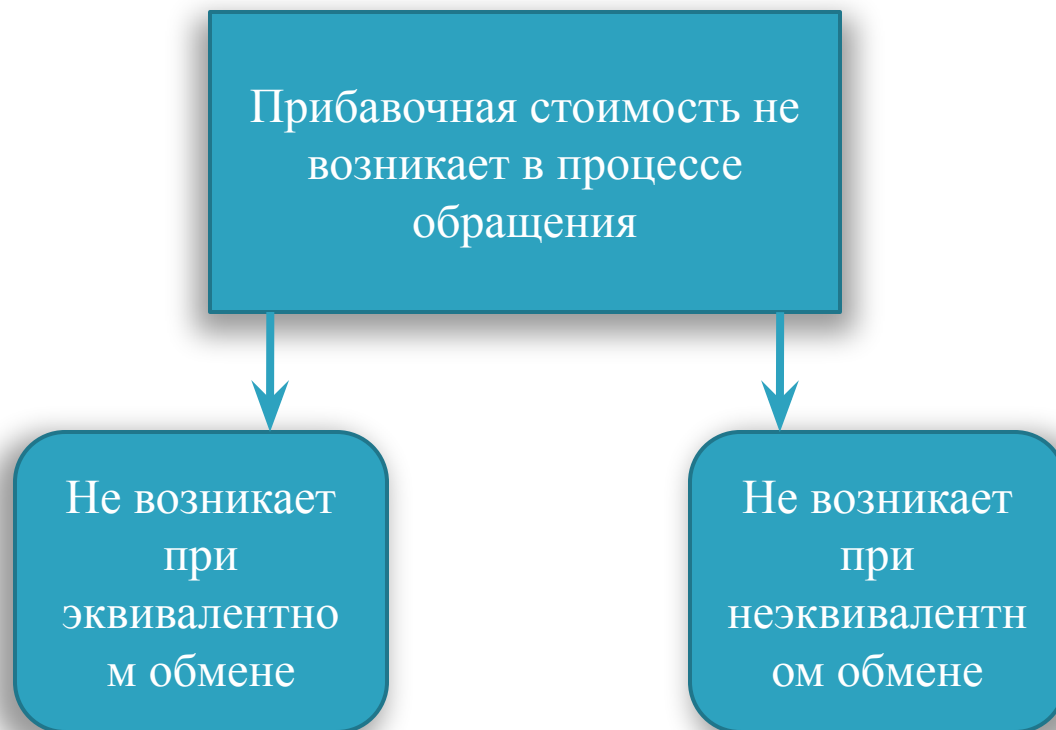 Прибавочная стоимость не
возникает в процессе
обращения
Не возникает
при
эквивалентно
м обмене
Не возникает
при
неэквивалентн
ом обмене